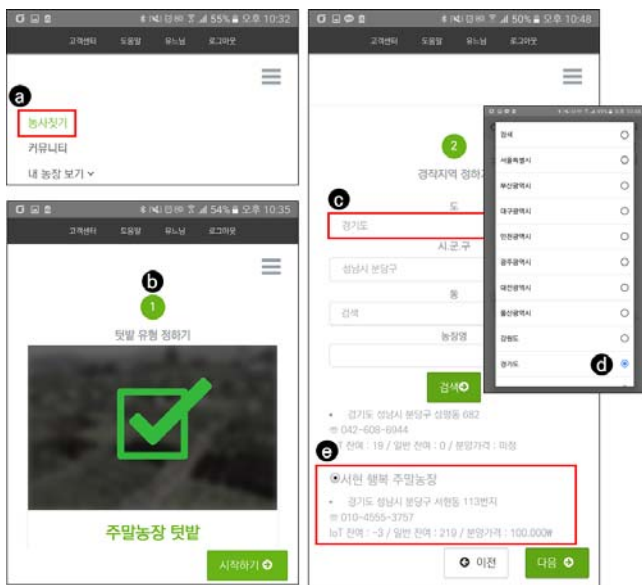 55% 오후 10:32
고객센터 도움말 유느님 로그아웃
a
농사짓기
커뮤니티
내 농장 보기
54% 오후 10:35
고객센터 도움말 유느님 로그아웃
b
1
텃밭 유형 정하기
주말농장 텃밭
시작하기
50% 오후 10:48
고객센터 도움말 유느님 로그아웃
2
경작지역 정하기
c
도
경기도
시.군.구
성남시 분당구
동
검색
농장명
검색
경기도 성남시 분당구 삼평동 682
042-608-6944
잔여 : 19 / 일반 잔여 : 0 / 분양가격 : 미정
e
서현 행복 주말농장
경기도 성남시 분당구 서현동 113번지
010-4555-3757
IoT 잔여 : -3 / 일반 잔여 : 219 / 분양가격 : 100.000₩
이전
다음
검색
서울특별시
부산광역시
대구광역시
인천광역시
광주광역시
대전광역시
울산광역시
강원도
경기도
d